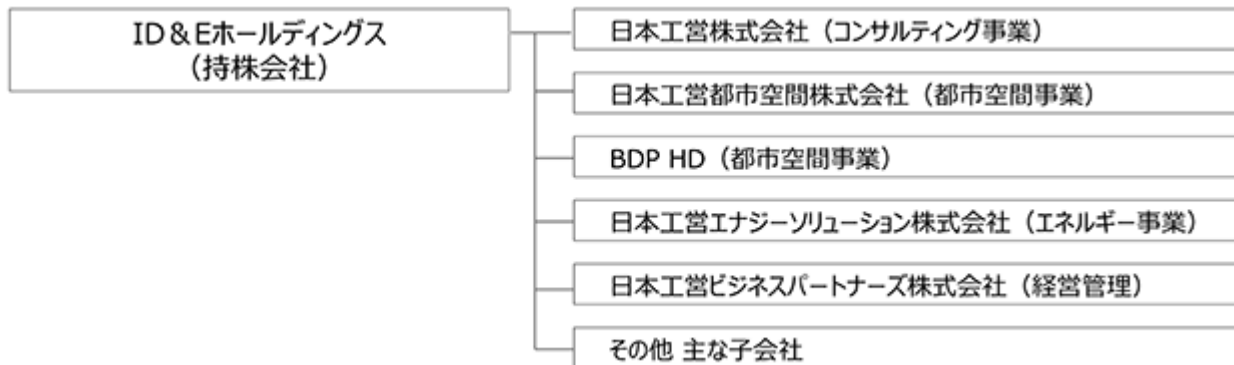 ID＆Eホールディングス
（持株会社）
日本工営株式会社（コンサルティング事業）
日本工営都市空間株式会社（都市空間事業）
BDP HD（都市空間事業）
日本工営エナジーソリューション株式会社（エネルギー事業）
日本工営ビジネスパートナーズ株式会社（経営管理）
その他 主な子会社